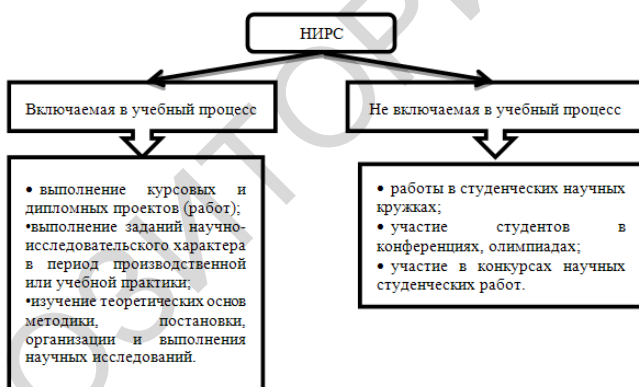 НИРС
Включаемая в учебный процесс
Не включаемая в учебный процесс
• выполнение курсовых и
дипломных проектов (работ);
•выполнение заданий научно-
исследовательского характера
в период производственной
или учебной практики;
•изучение теоретических основ
методики, постановки,
организации и выполнения
научных исследований.
• работы в студенческих научных
кружках;
• участие студентов в
конференциях, олимпиадах;
• участие в конкурсах научных
студенческих работ.
ОЗИТОРИ